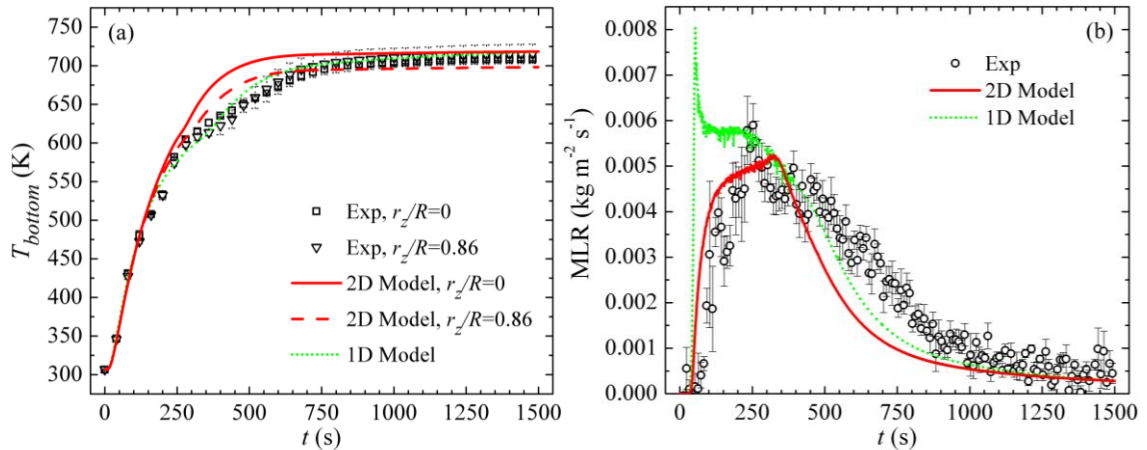 (a)
750
700
650
600
550
500
450
400
350
300
T_bottom (K)
Exp, r_z/R=0
Exp, r_z/R=0.86
2D Model, r_z/R=0
2D Model, r_z/R=0.86
1D Model
0 250 500 750 1000 1250 1500
t (s)
(b)
0.008
0.007
0.006
0.005
0.004
0.003
0.002
0.001
0.000
MLR (kg m⁻² s⁻¹)
Exp
2D Model
1D Model
0 250 500 750 1000 1250 1500
t (s)